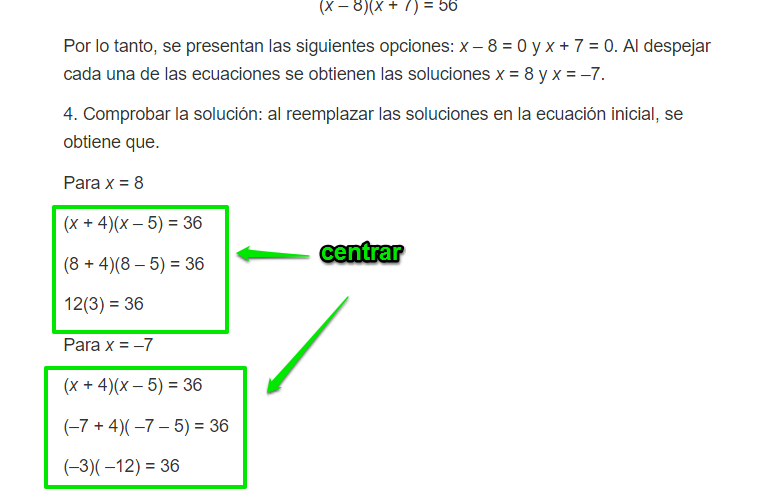 (x – 8)(x + 7) = 56
Por lo tanto, se presentan las siguientes opciones: x – 8 = 0 y x + 7 = 0. Al despejar
cada una de las ecuaciones se obtienen las soluciones x = 8 y x = –7.
4. Comprobar la solución: al reemplazar las soluciones en la ecuación inicial, se
obtiene que.
Para x = 8
(x + 4)(x – 5) = 36
(8 + 4)(8 – 5) = 36
12(3) = 36
centrar
Para x = –7
(x + 4)(x – 5) = 36
(–7 + 4)( –7 – 5) = 36
(–3)( –12) = 36